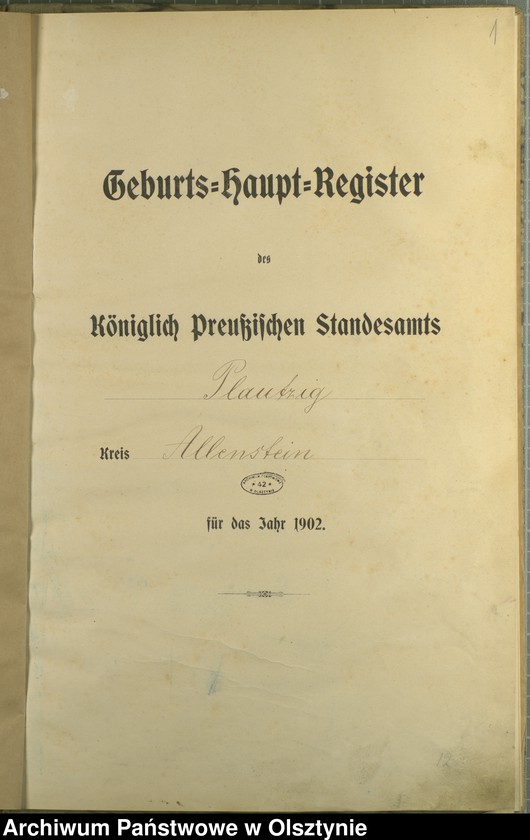 1
Geburts=Haupt=Register
des
Königlich Preußischen Standesamts
Plautzig
Kreis Allenstein
42
für das Jahr 1902.
12
Archiwum Państwowe w Olsztynie